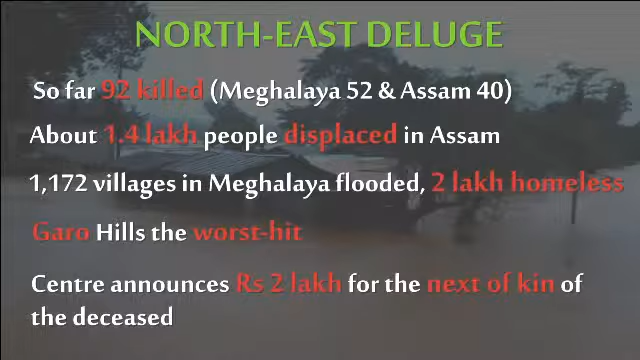 NORTH-EAST DELUGE
So far 92 killed (Meghalaya 52 & Assam 40)
About 1.4 lakh people displaced in Assam
1,172 villages in Meghalaya flooded, 2 lakh homeless
Garo Hills the worst-hit
Centre announces Rs 2 lakh for the next of kin of
the deceased